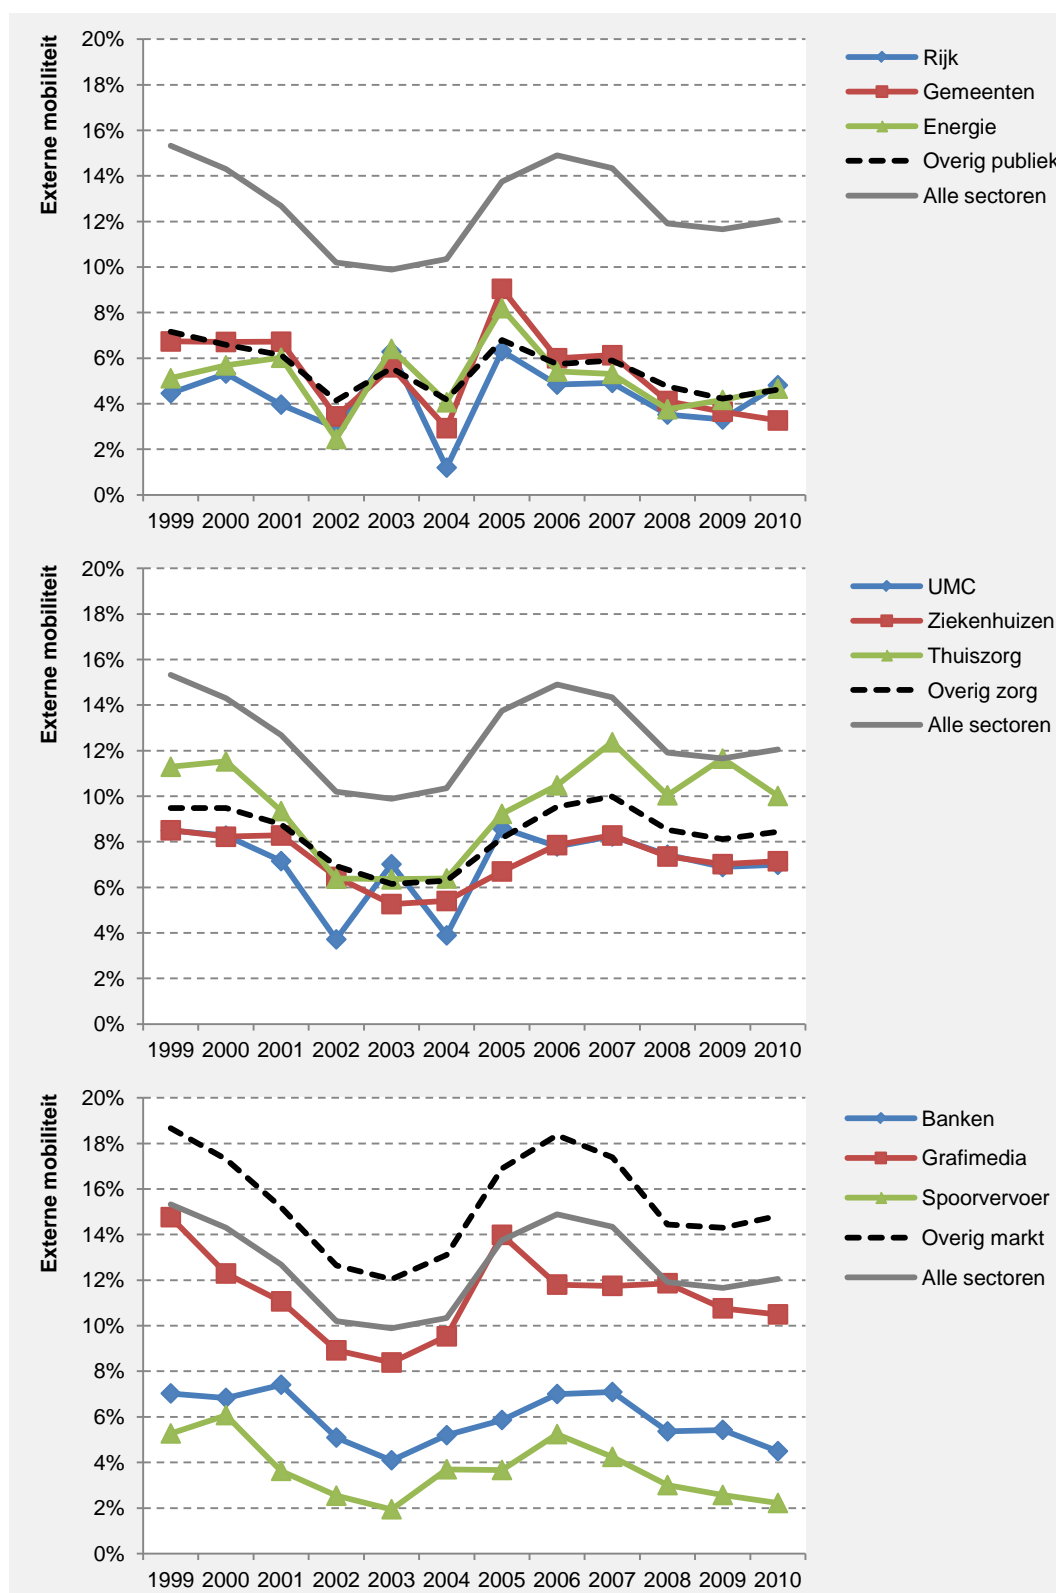 Externe mobiliteit
20%
18%
16%
14%
12%
10%
8%
6%
4%
2%
0%
1999 2000 2001 2002 2003 2004 2005 2006 2007 2008 2009 2010
Rijk
Gemeenten
Energie
Overig publiek
Alle sectoren
Externe mobiliteit
20%
18%
16%
14%
12%
10%
8%
6%
4%
2%
0%
1999 2000 2001 2002 2003 2004 2005 2006 2007 2008 2009 2010
UMC
Ziekenhuizen
Thuiszorg
Overig zorg
Alle sectoren
Externe mobiliteit
20%
18%
16%
14%
12%
10%
8%
6%
4%
2%
0%
1999 2000 2001 2002 2003 2004 2005 2006 2007 2008 2009 2010
Banken
Grafimedia
Spoorvervoer
Overig markt
Alle sectoren